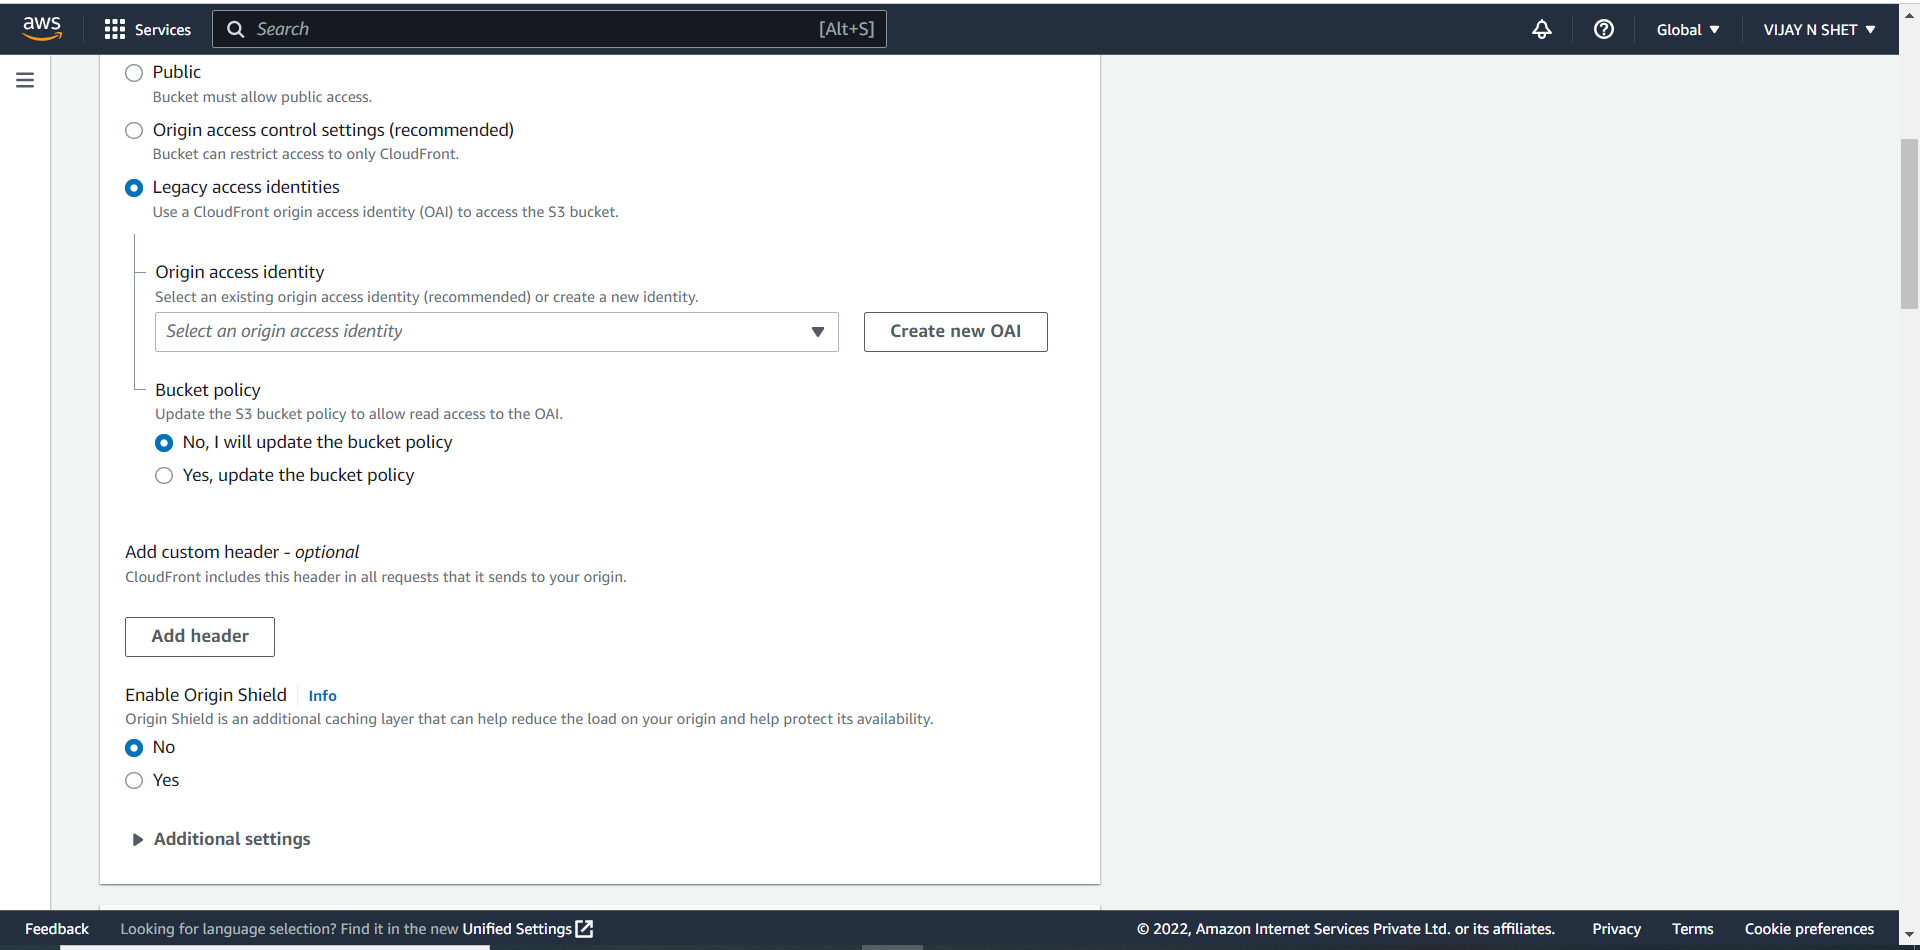 aws
Services
Search [Alt+S]
Global
VIJAY N SHET
Public
Bucket must allow public access.
Origin access control settings (recommended)
Bucket can restrict access to only CloudFront.
Legacy access identities
Use a CloudFront origin access identity (OAI) to access the S3 bucket.
Origin access identity
Select an existing origin access identity (recommended) or create a new identity.
Select an origin access identity
Create new OAI
Bucket policy
Update the S3 bucket policy to allow read access to the OAI.
No, I will update the bucket policy
Yes, update the bucket policy
Add custom header - optional
CloudFront includes this header in all requests that it sends to your origin.
Add header
Enable Origin Shield Info
Origin Shield is an additional caching layer that can help reduce the load on your origin and help protect its availability.
No
Yes
Additional settings
Feedback
Looking for language selection? Find it in the new Unified Settings
© 2022, Amazon Internet Services Private Ltd. or its affiliates.
Privacy
Terms
Cookie preferences